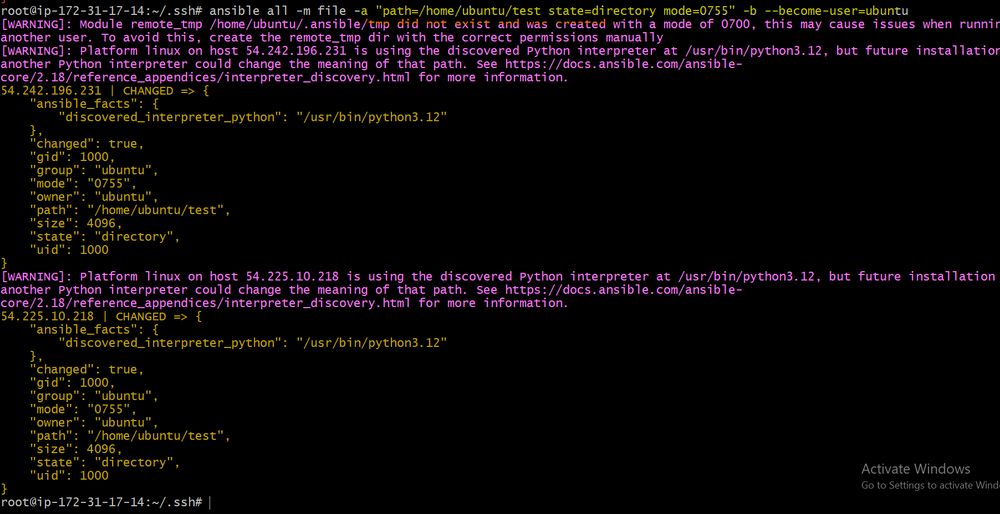 root@ip-172-31-17-14:~/.ssh# ansible all -m file -a "path=/home/ubuntu/test state=directory mode=0755" -b --become-user=ubuntu
[WARNING]: Module remote_tmp /home/ubuntu/.ansible/tmp did not exist and was created with a mode of 0700, this may cause issues when
another user. To avoid this, create the remote_tmp dir with the correct permissions manually
[WARNING]: Platform linux on host 54.242.196.231 is using the discovered Python interpreter at /usr/bin/python3.12, but future installation
another Python interpreter could change the meaning of that path. See https://docs.ansible.com/ansible-
core/2.18/reference_appendices/interpreter_discovery.html for more information.
54.242.196.231 | CHANGED => {
    "ansible_facts": {
        "discovered_interpreter_python": "/usr/bin/python3.12"
    },
    "changed": true,
    "gid": 1000,
    "group": "ubuntu",
    "mode": "0755",
    "owner": "ubuntu",
    "path": "/home/ubuntu/test",
    "size": 4096,
    "state": "directory",
    "uid": 1000
}
[WARNING]: Platform linux on host 54.225.10.218 is using the discovered Python interpreter at /usr/bin/python3.12, but future installation
another Python interpreter could change the meaning of that path. See https://docs.ansible.com/ansible-
core/2.18/reference_appendices/interpreter_discovery.html for more information.
54.225.10.218 | CHANGED => {
    "ansible_facts": {
        "discovered_interpreter_python": "/usr/bin/python3.12"
    },
    "changed": true,
    "gid": 1000,
    "group": "ubuntu",
    "mode": "0755",
    "owner": "ubuntu",
    "path": "/home/ubuntu/test",
    "size": 4096,
    "state": "directory",
    "uid": 1000
}
root@ip-172-31-17-14:~/.ssh#
Activate Windows
Go to Settings to activate